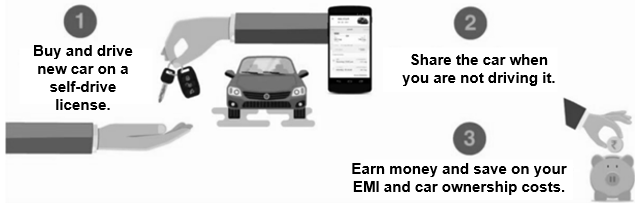 1
Buy and drive
new car on a
self-drive
license.
2
Share the car when
you are not driving it.
3
Earn money and save on your
EMI and car ownership costs.
₹